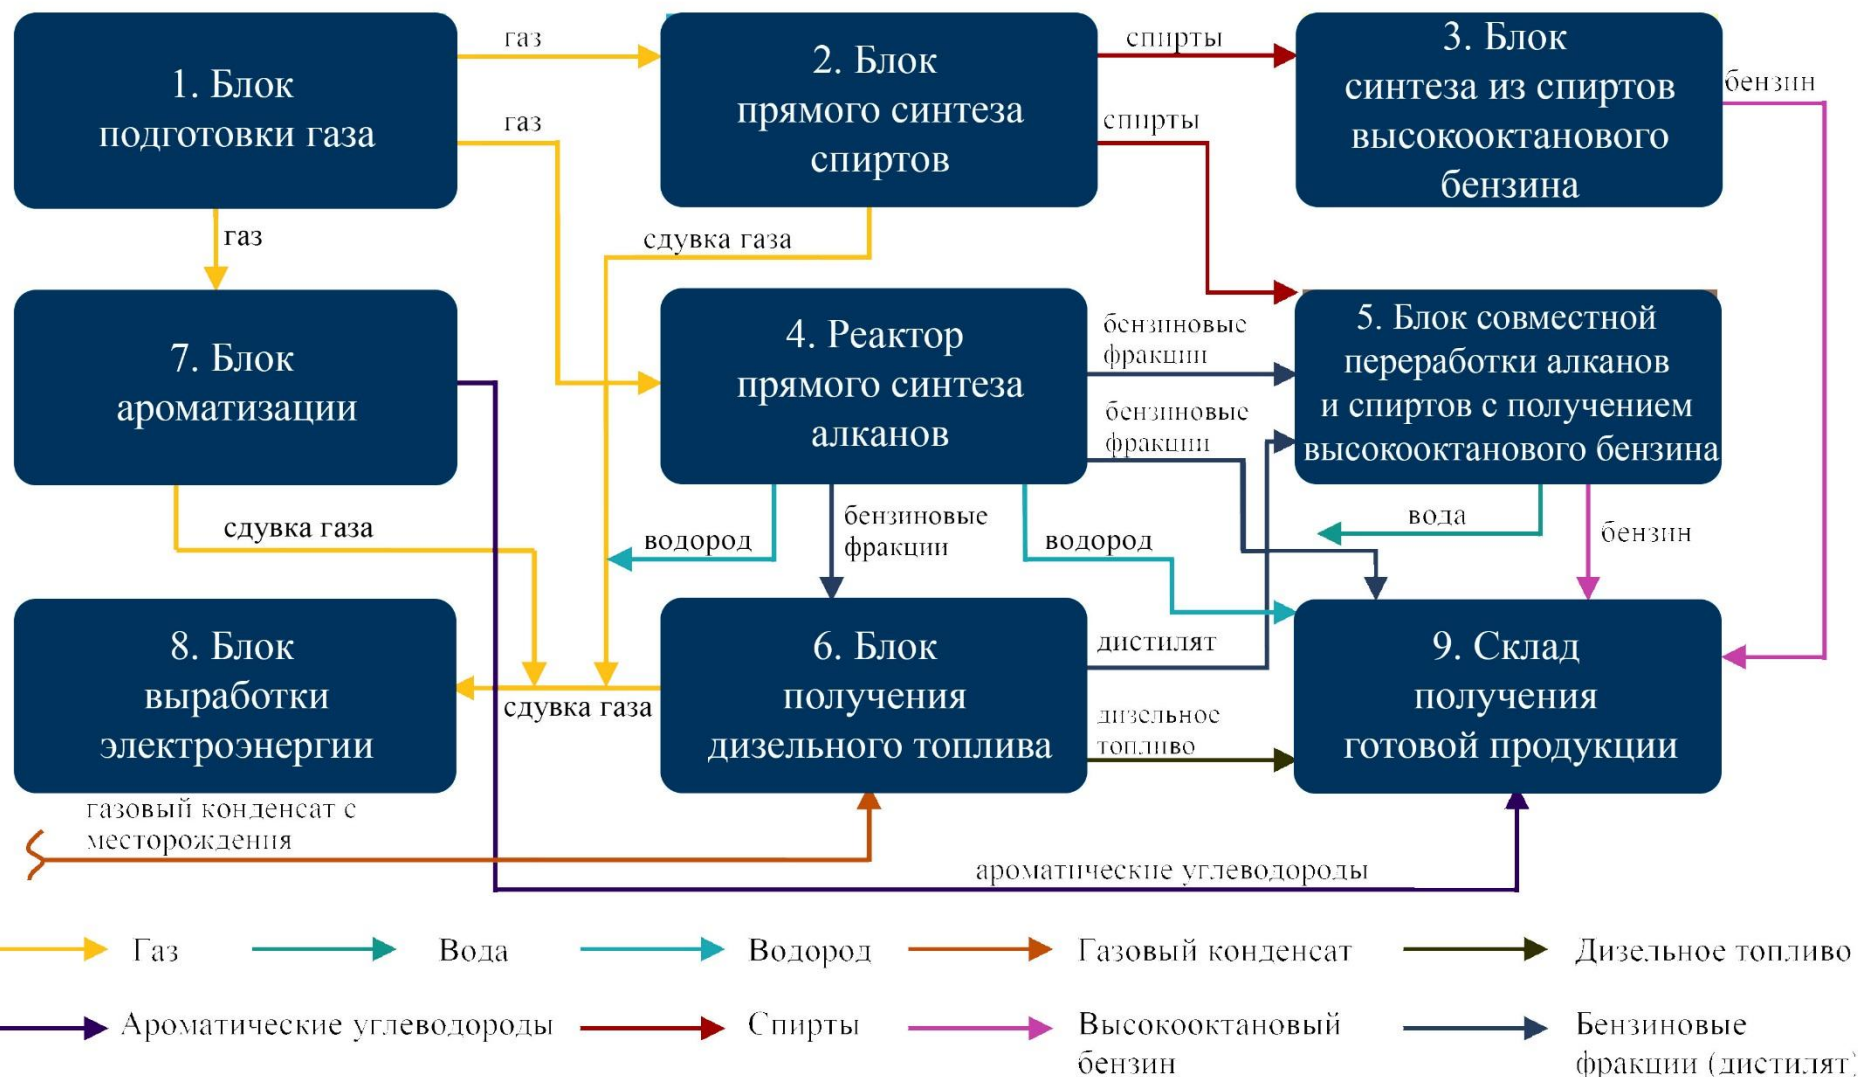 1. Блок
подготовки газа
газ
газ
газ
2. Блок
прямого синтеза
спиртов
спирты
спирты
3. Блок
синтеза из спиртов
высокооктанового
бензина
бензин
сдувка газа
7. Блок
ароматизации
4. Реактор
прямого синтеза
алканов
бензиновые
фракции
бензиновые
фракции
5. Блок совместной
переработки алканов
и спиртов с получением
высокооктанового бензина
сдувка газа
водород
бензиновые
фракции
водород
вода
бензин
8. Блок
выработки
электроэнергии
сдувка газа
6. Блок
получения
дизельного топлива
дистилят
дизельное
топливо
9. Склад
получения
готовой продукции
газовый конденсат с
месторождения
ароматические углеводороды
Газ
Вода
Водород
Газовый конденсат
Дизельное топливо
Ароматические углеводороды
Спирты
Высокооктановый
бензин
Бензиновые
фракции (дистилят)